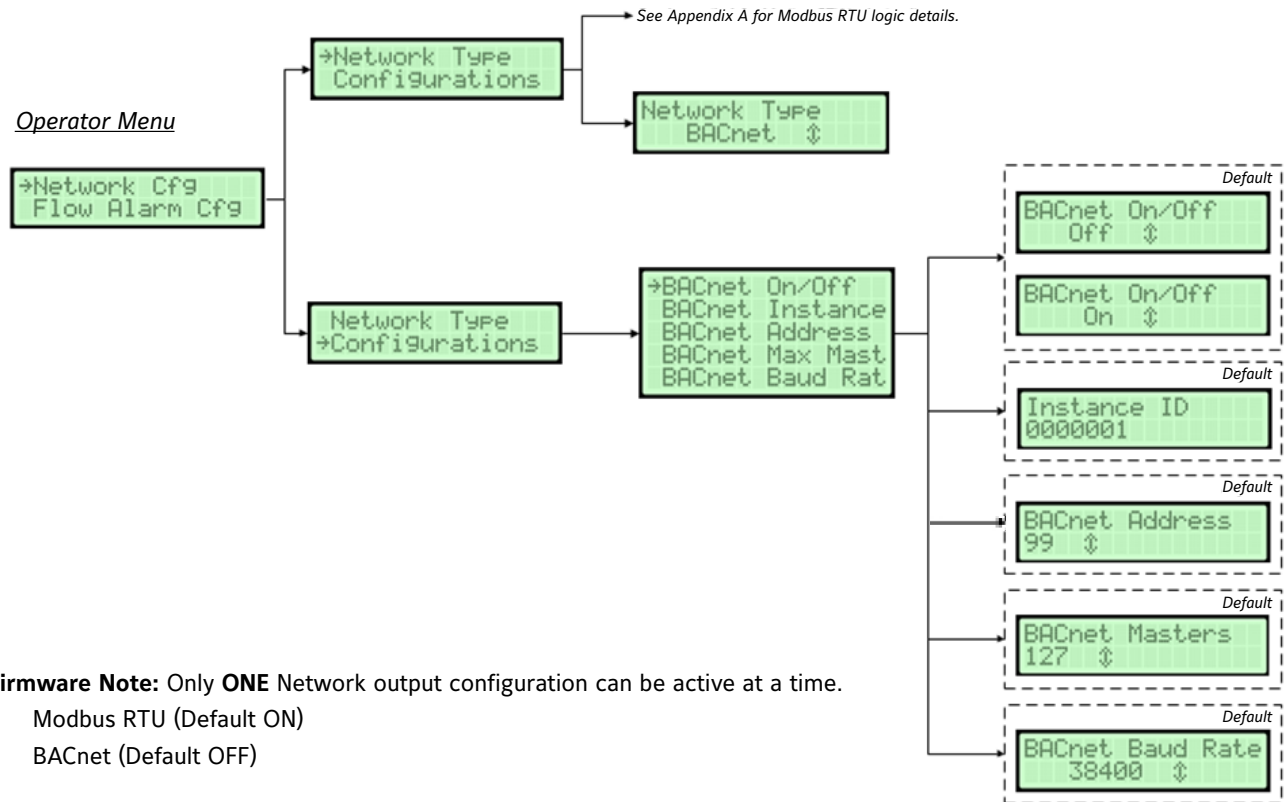 See Appendix A for Modbus RTU logic details.
→Network Type
Configurations
Operator Menu
Network Type
BACnet ⇕
→Network Cfg
Flow Alarm Cfg
Default
BACnet On/Off
Off ⇕
BACnet On/Off
On ⇕
Network Type
→Configurations
→BACnet On/Off
BACnet Instance
BACnet Address
BACnet Max Mast
BACnet Baud Rat
Default
Instance ID
0000001
Default
BACnet Address
99 ⇕
Default
BACnet Masters
127 ⇕
irmware Note: Only ONE Network output configuration can be active at a time.
Modbus RTU (Default ON)
BACnet (Default OFF)
Default
BACnet Baud Rate
38400 ⇕